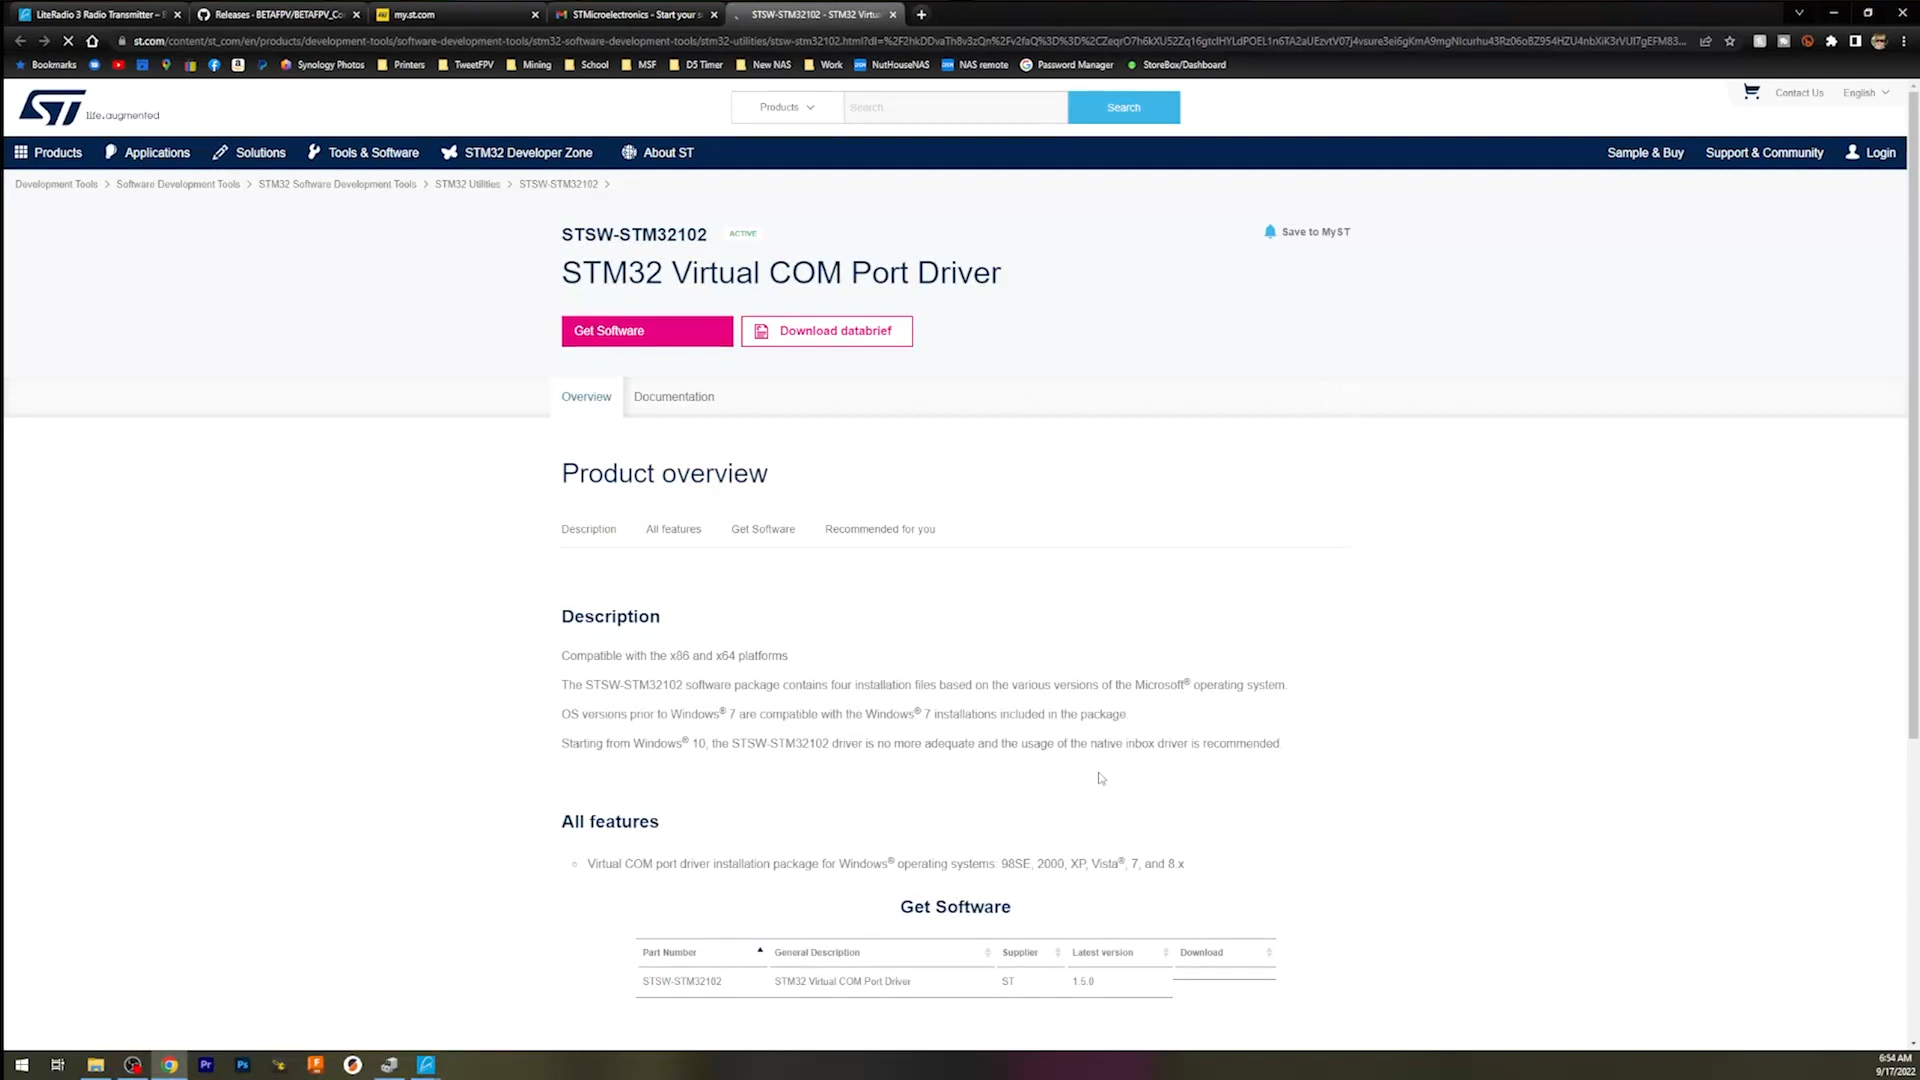 LiteRadio 3 Radio Transmitter –
Releases · BETAFPV/BETAFPV_Co
my.st.com
STMicroelectronics - Start your s
STSW-STM32102 - STM32 Virtu
Bookmarks
Synology Photos
Printers
TweetFPV
Mining
School
MSF
D5 Timer
New NAS
Work
NutHouseNAS
NAS remote
Password Manager
StoreBox/Dashboard
ST life.augmented
Products
Search
Search
Contact Us
English
Products
Applications
Solutions
Tools & Software
STM32 Developer Zone
About ST
Sample & Buy
Support & Community
Login
Development Tools > Software Development Tools > STM32 Software Development Tools > STM32 Utilities > STSW-STM32102 >
STSW-STM32102 ACTIVE
Save to MyST
STM32 Virtual COM Port Driver
Get Software
Download databrief
Overview
Documentation
Product overview
Description
All features
Get Software
Recommended for you
Description
Compatible with the x86 and x64 platforms
The STSW-STM32102 software package contains four installation files based on the various versions of the Microsoft® operating system.
OS versions prior to Windows® 7 are compatible with the Windows® 7 installations included in the package.
Starting from Windows® 10, the STSW-STM32102 driver is no more adequate and the usage of the native inbox driver is recommended.
All features
Virtual COM port driver installation package for Windows® operating systems: 98SE, 2000, XP, Vista®, 7, and 8.x
Get Software
Part Number
General Description
Supplier
Latest version
Download
STSW-STM32102
STM32 Virtual COM Port Driver
ST
1.5.0
Pr
Ps
6:54 AM
9/17/2022